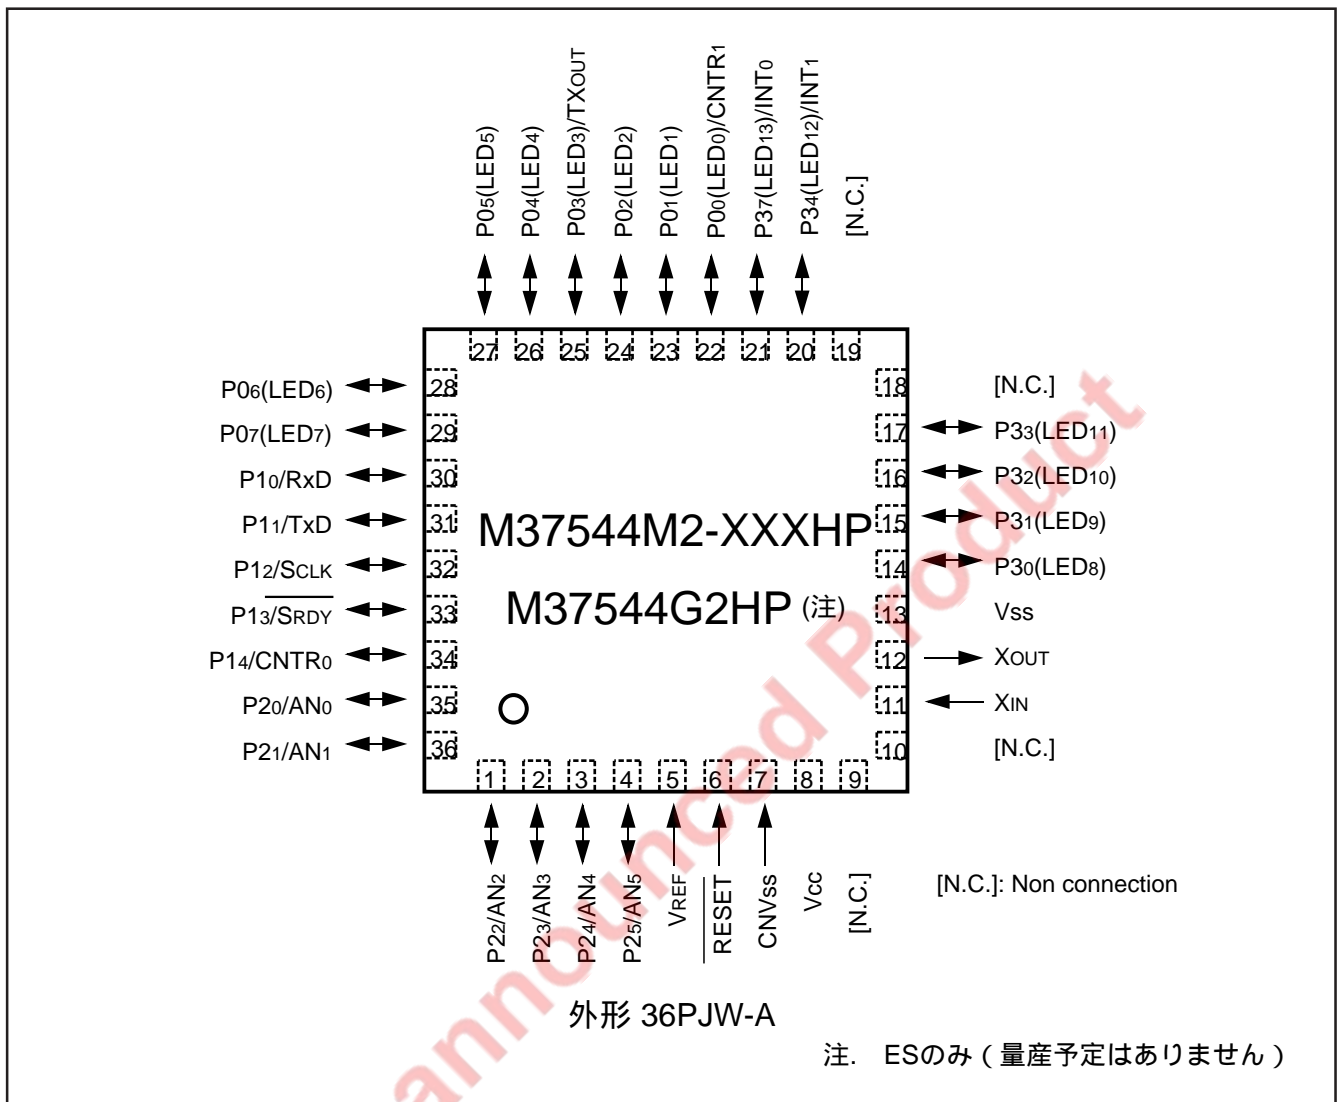 P05(LED5)
P04(LED4)
P03(LED3)/TXOUT
P02(LED2)
P01(LED1)
P00(LED0)/CNTR1
P37(LED13)/INT0
P34(LED12)/INT1
[N.C.]
27 26 25 24 23 22 21 20 19
P06(LED6) 28
P07(LED7) 29
P10/RxD 30
P11/TxD 31
P12/SCLK 32
P13/SRDY 33
P14/CNTR0 34
P20/AN0 35
P21/AN1 36
18 [N.C.]
17 P33(LED11)
16 P32(LED10)
15 P31(LED9)
14 P30(LED8)
13 Vss
12 XOUT
11 XIN
10 [N.C.]
M37544M2-XXXHP
M37544G2HP (注)
1 2 3 4 5 6 7 8 9
P22/AN2
P23/AN3
P24/AN4
P25/AN5
VREF
RESET
CNVss
Vcc
[N.C.]
[N.C.]: Non connection
外形 36PJW-A
注. ESのみ(量産予定はありません)
announced Product